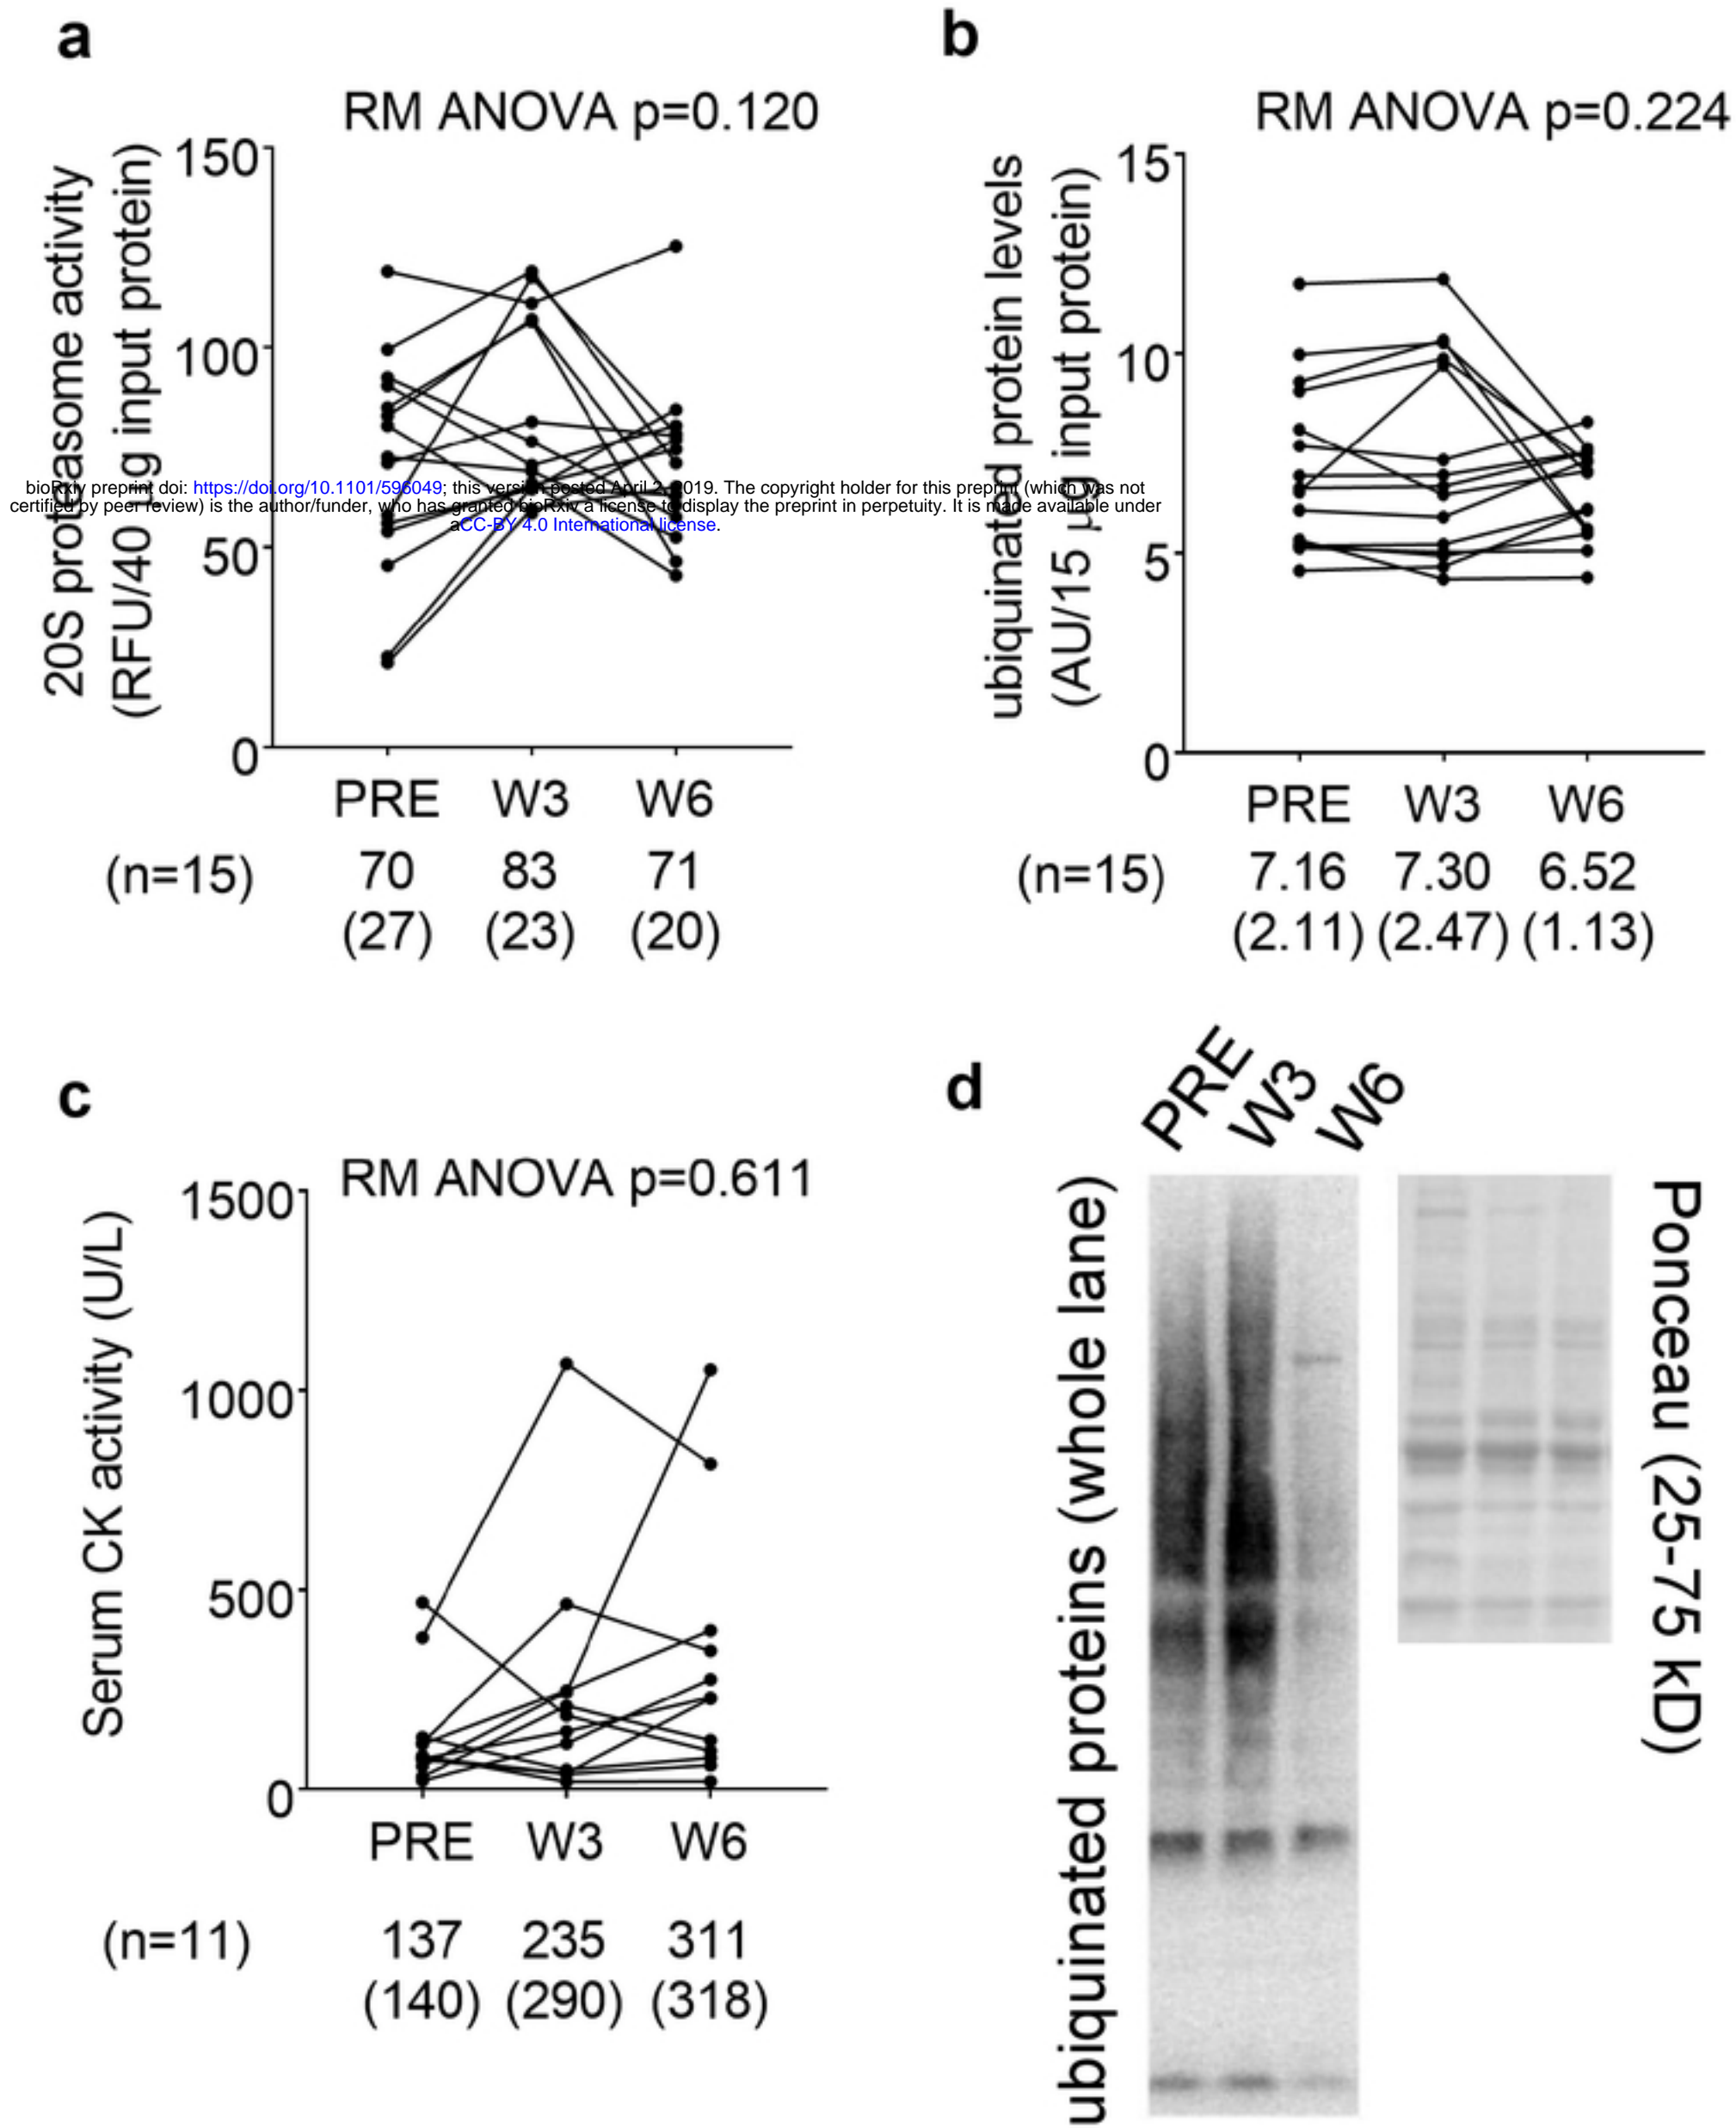 a
RM ANOVA p=0.120
20S proteasome activity
(RFU/40 µg input protein)
150
100
50
0
PRE W3 W6
(n=15) 70 83 71
(27) (23) (20)
b
RM ANOVA p=0.224
ubiquinated protein levels
(AU/15 µg input protein)
15
10
5
0
PRE W3 W6
(n=15) 7.16 7.30 6.52
(2.11) (2.47) (1.13)
bioRxiv preprint doi: https://doi.org/10.1101/596049; this version posted April 2, 2019. The copyright holder for this preprint (which was not
certified by peer review) is the author/funder, who has granted bioRxiv a license to display the preprint in perpetuity. It is made available under
aCC-BY 4.0 International license.
c
RM ANOVA p=0.611
Serum CK activity (U/L)
1500
1000
500
0
PRE W3 W6
(n=11) 137 235 311
(140) (290) (318)
d
PRE W3 W6
ubiquinated proteins (whole lane)
Ponceau (25-75 kD)